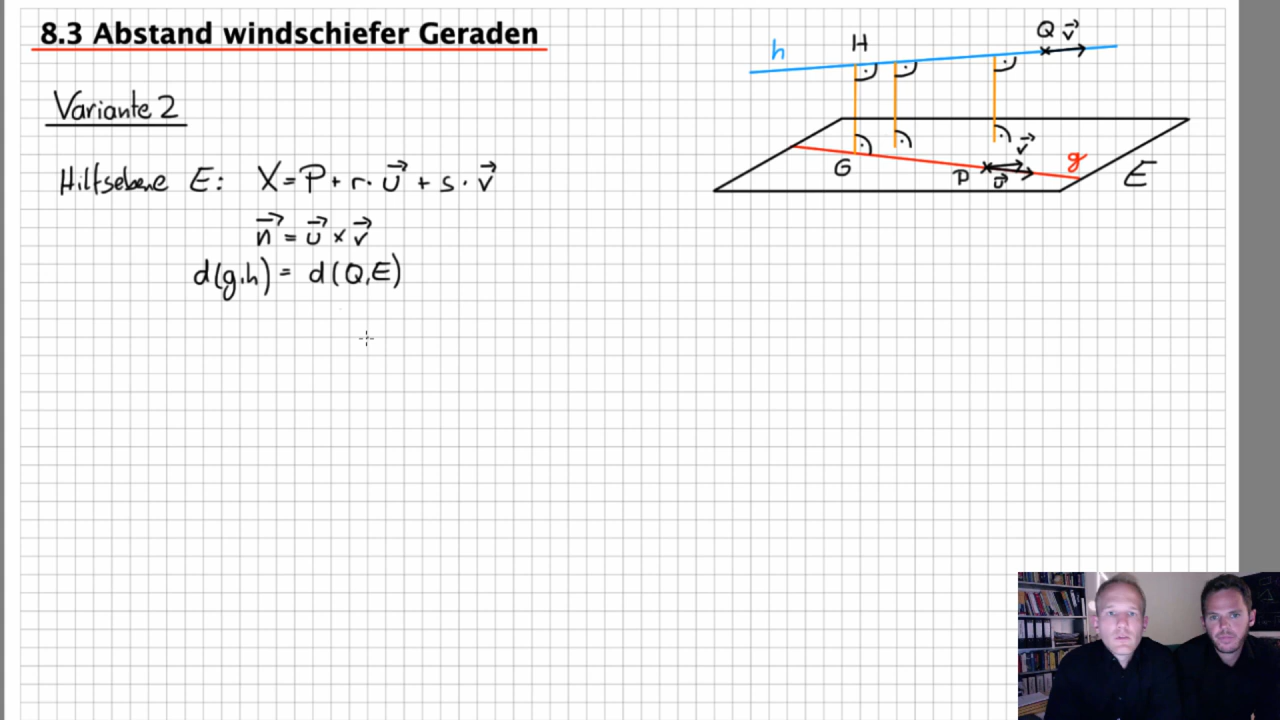 8.3 Abstand windschiefer Geraden
Variante 2
Hilfsebene E: X = P + r · u⃗ + s · v⃗
n⃗ = u⃗ × v⃗
d(g,h) = d(Q,E)
h
H
Q v⃗
G
P u⃗
v⃗
g
E